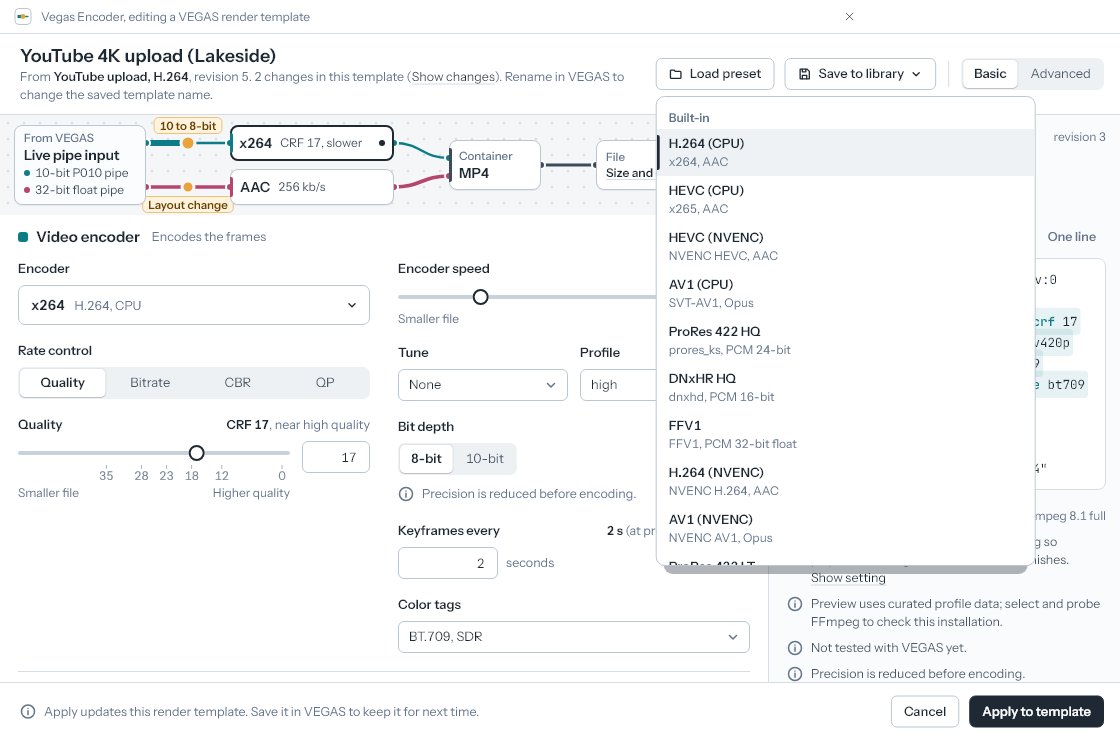 Vegas Encoder, editing a VEGAS render template
YouTube 4K upload (Lakeside)
From YouTube upload, H.264, revision 5. 2 changes in this template (Show changes). Rename in VEGAS to
change the saved template name.
Load preset
Save to library
Basic
Advanced
From VEGAS
Live pipe input
10-bit P010 pipe
32-bit float pipe
10 to 8-bit
Layout change
x264 CRF 17, slower
AAC 256 kb/s
Container
MP4
File
Size and
revision 3
Built-in
H.264 (CPU)
x264, AAC
HEVC (CPU)
x265, AAC
HEVC (NVENC)
NVENC HEVC, AAC
AV1 (CPU)
SVT-AV1, Opus
ProRes 422 HQ
prores_ks, PCM 24-bit
DNxHR HQ
dnxhd, PCM 16-bit
FFV1
FFV1, PCM 32-bit float
H.264 (NVENC)
NVENC H.264, AAC
AV1 (NVENC)
NVENC AV1, Opus
ProRes 422 LT
Video encoder Encodes the frames
Encoder
x264 H.264, CPU
Rate control
Quality Bitrate CBR QP
Quality CRF 17, near high quality
17
35 28 23 18 12 0
Smaller file Higher quality
Encoder speed
Smaller file
Tune
None
Profile
high
Bit depth
8-bit 10-bit
Precision is reduced before encoding.
Keyframes every 2 s (at pr
2 seconds
Color tags
BT.709, SDR
One line
v:0
crf 17
v420p
9
e bt709
4"
mpeg 8.1 full
g so
nishes.
Show setting
Preview uses curated profile data; select and probe
FFmpeg to check this installation.
Not tested with VEGAS yet.
Precision is reduced before encoding.
Apply updates this render template. Save it in VEGAS to keep it for next time.
Cancel
Apply to template